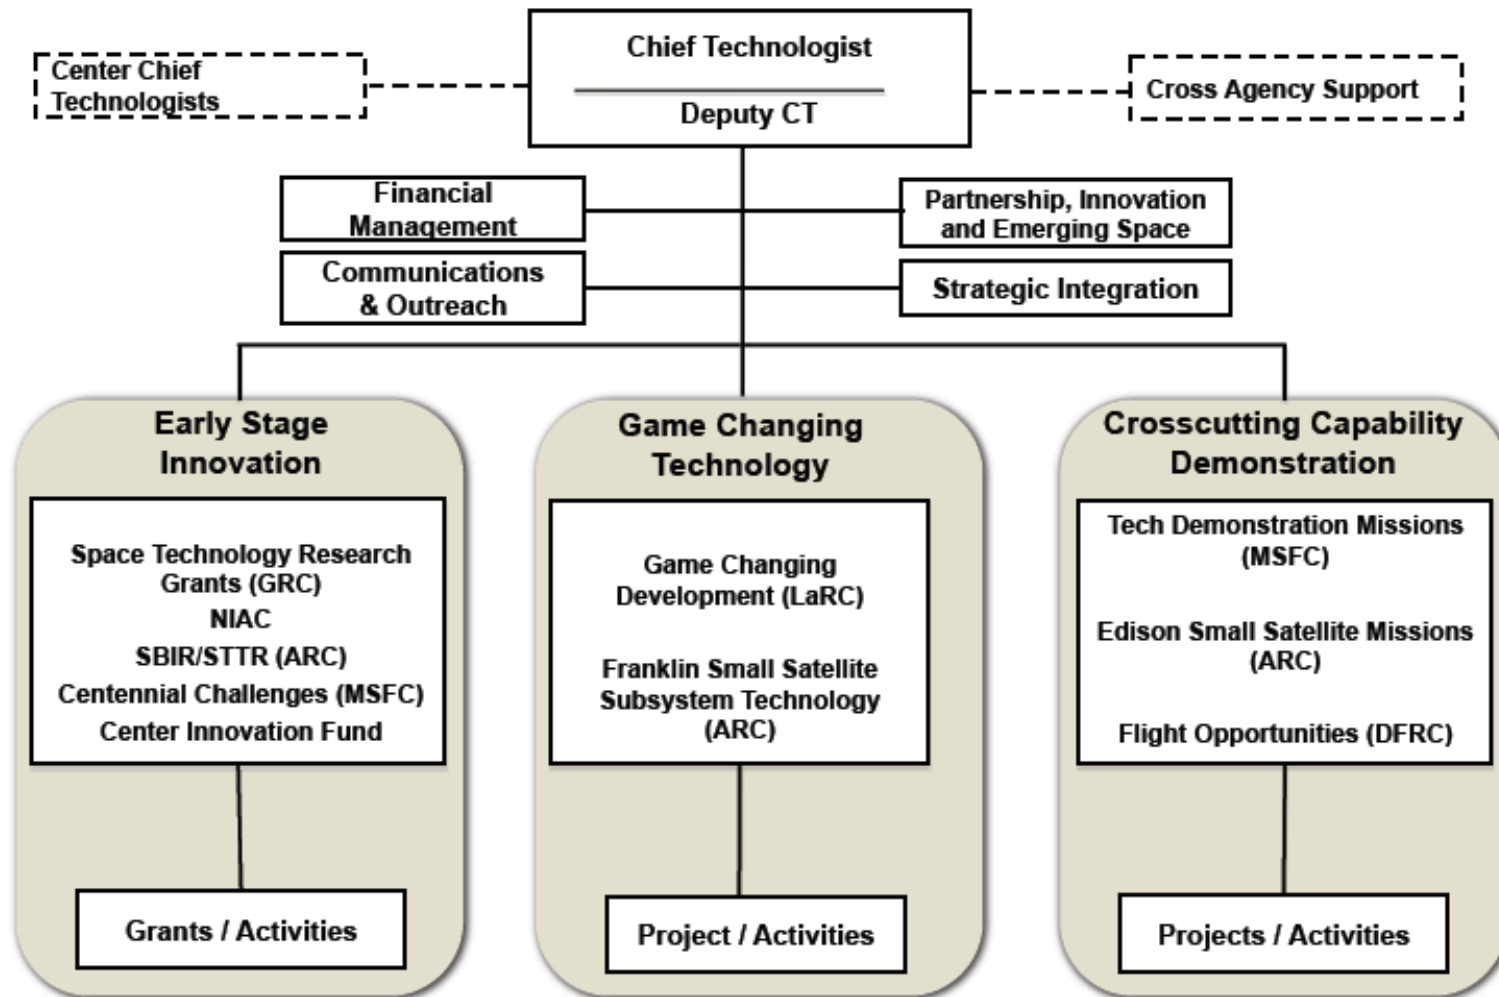 Chief Technologist
Deputy CT
Center Chief
Technologists
Cross Agency Support
Financial
Management
Partnership, Innovation
and Emerging Space
Communications
& Outreach
Strategic Integration
Early Stage
Innovation
Space Technology Research
Grants (GRC)
NIAC
SBIR/STTR (ARC)
Centennial Challenges (MSFC)
Center Innovation Fund
Grants / Activities
Game Changing
Technology
Game Changing
Development (LaRC)
Franklin Small Satellite
Subsystem Technology
(ARC)
Project / Activities
Crosscutting Capability
Demonstration
Tech Demonstration Missions
(MSFC)
Edison Small Satellite Missions
(ARC)
Flight Opportunities (DFRC)
Projects / Activities